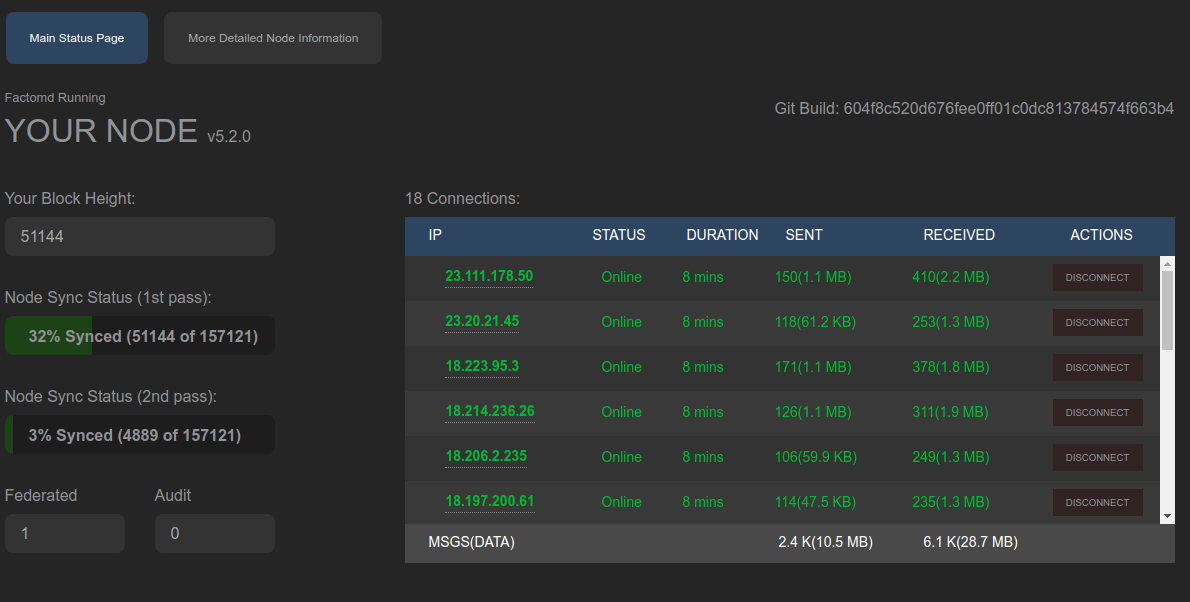 Main Status Page More Detailed Node Information
Factomd Running
YOUR NODE v5.2.0
Git Build: 604f8c520d676fee0ff01c0dc813784574f663b4
Your Block Height:
51144
Node Sync Status (1st pass):
32% Synced (51144 of 157121)
Node Sync Status (2nd pass):
3% Synced (4889 of 157121)
Federated Audit
1 0
18 Connections:
IP STATUS DURATION SENT RECEIVED ACTIONS
23.111.178.50 Online 8 mins 150(1.1 MB) 410(2.2 MB) DISCONNECT
23.20.21.45 Online 8 mins 118(61.2 KB) 253(1.3 MB) DISCONNECT
18.223.95.3 Online 8 mins 171(1.1 MB) 378(1.8 MB) DISCONNECT
18.214.236.26 Online 8 mins 126(1.1 MB) 311(1.9 MB) DISCONNECT
18.206.2.235 Online 8 mins 106(59.9 KB) 249(1.3 MB) DISCONNECT
18.197.200.61 Online 8 mins 114(47.5 KB) 235(1.3 MB) DISCONNECT
MSGS(DATA) 2.4 K(10.5 MB) 6.1 K(28.7 MB)